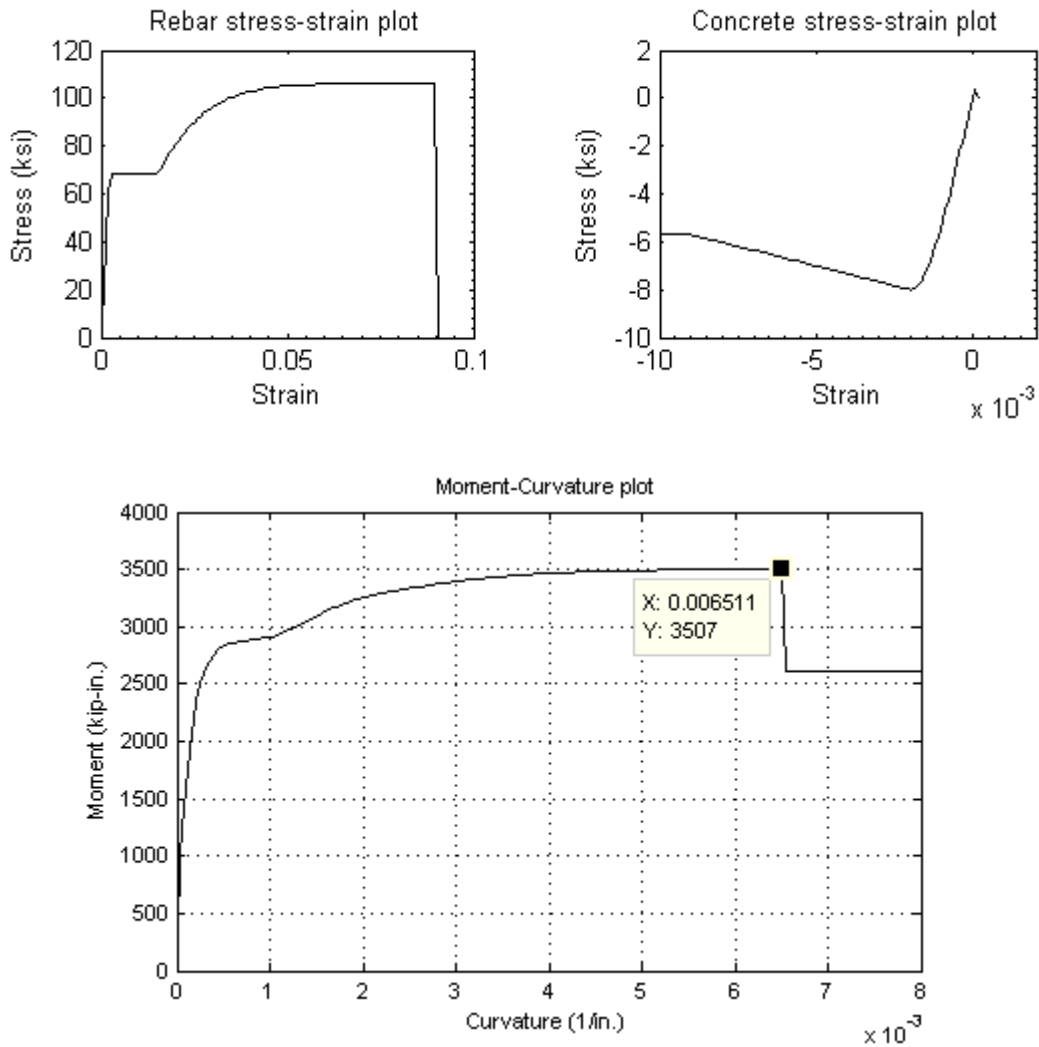 Rebar stress-strain plot
120
100
80
60
40
20
0
Stress (ksi)
0
0.05
0.1
Strain
Concrete stress-strain plot
2
0
-2
-4
-6
-8
-10
Stress (ksi)
-10
-5
0
Strain
x 10^-3
Moment-Curvature plot
4000
3500
3000
2500
2000
1500
1000
500
0
Moment (kip-in.)
X: 0.006511
Y: 3507
0
1
2
3
4
5
6
7
8
Curvature (1/in.)
x 10^-3